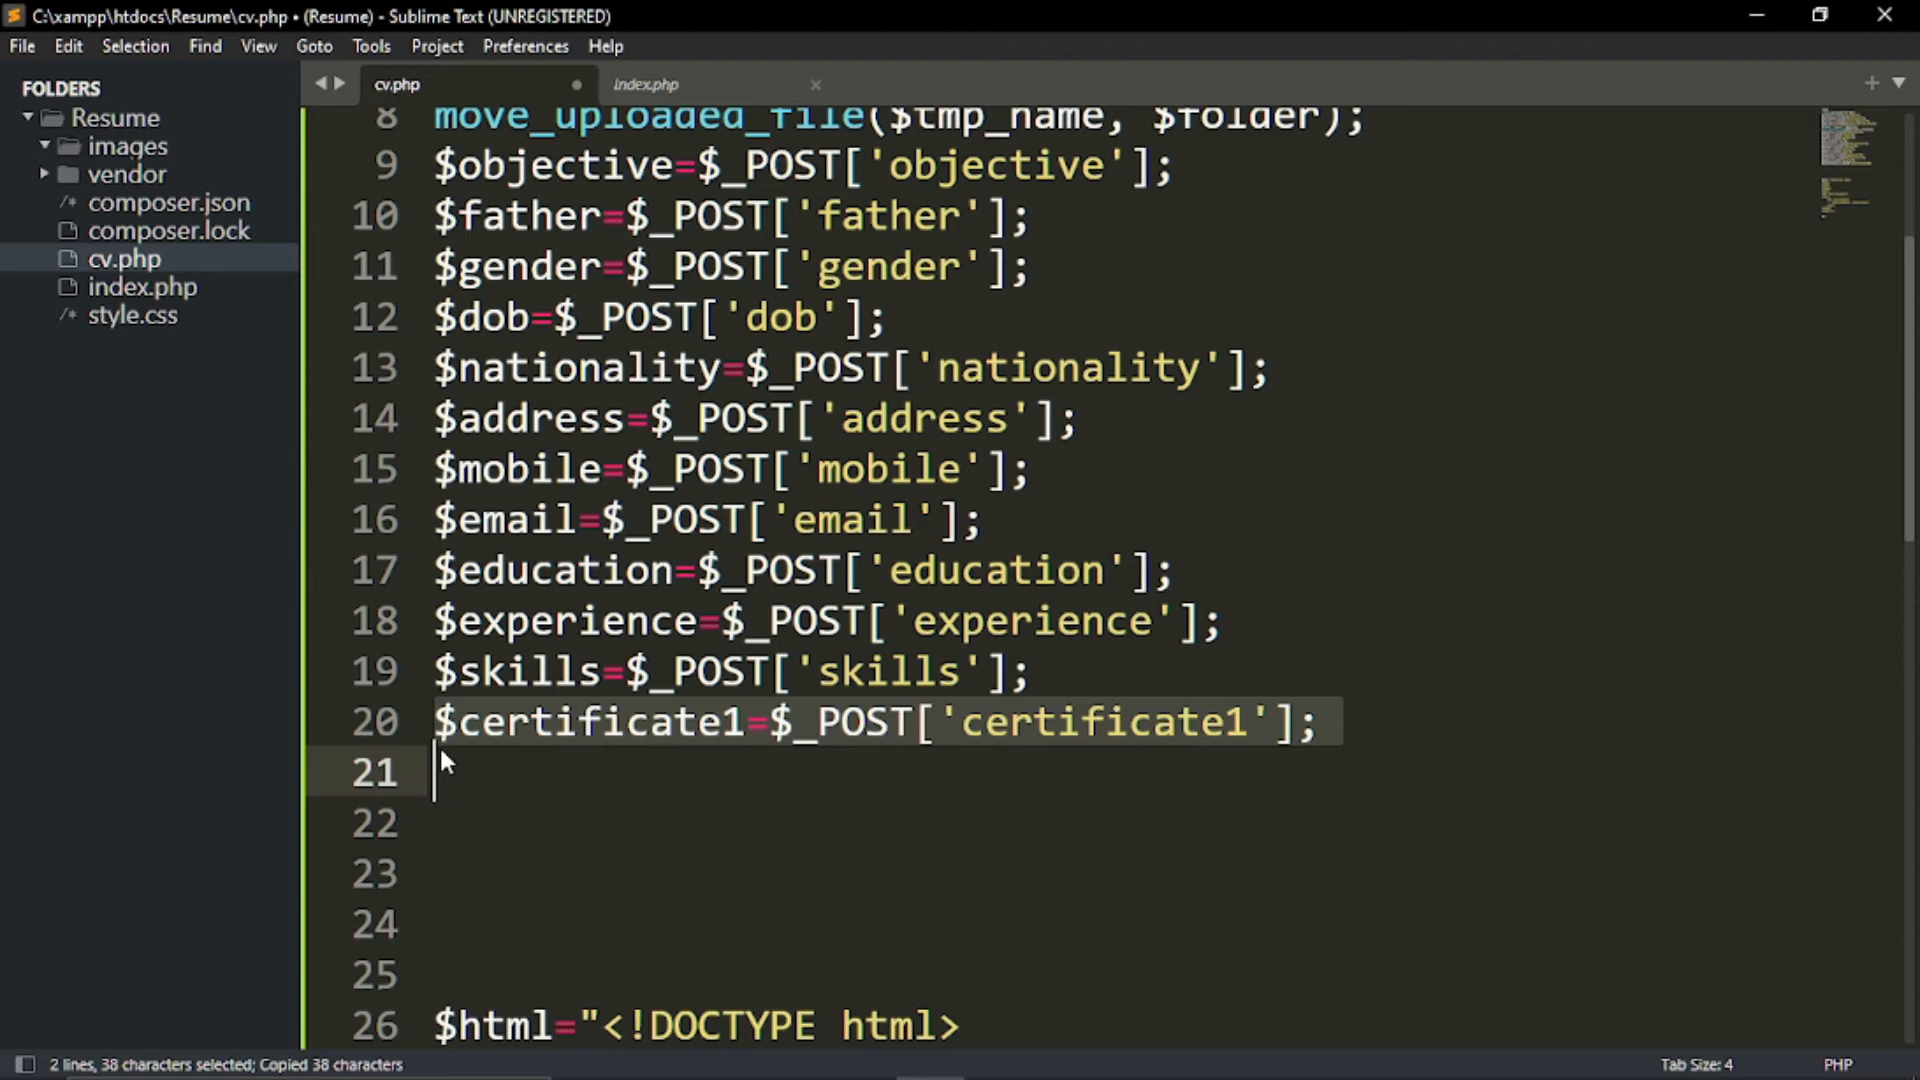 C:\xampp\htdocs\Resume\cv.php • (Resume) - Sublime Text (UNREGISTERED)
File Edit Selection Find View Goto Tools Project Preferences Help
FOLDERS
Resume
images
vendor
composer.json
composer.lock
cv.php
index.php
style.css
cv.php
index.php
8 move_uploaded_file($tmp_name, $folder);
9 $objective=$_POST['objective'];
10 $father=$_POST['father'];
11 $gender=$_POST['gender'];
12 $dob=$_POST['dob'];
13 $nationality=$_POST['nationality'];
14 $address=$_POST['address'];
15 $mobile=$_POST['mobile'];
16 $email=$_POST['email'];
17 $education=$_POST['education'];
18 $experience=$_POST['experience'];
19 $skills=$_POST['skills'];
20 $certificate1=$_POST['certificate1'];
21
22
23
24
25
26 $html="<!DOCTYPE html>
2 lines, 38 characters selected; Copied 38 characters
Tab Size: 4
PHP